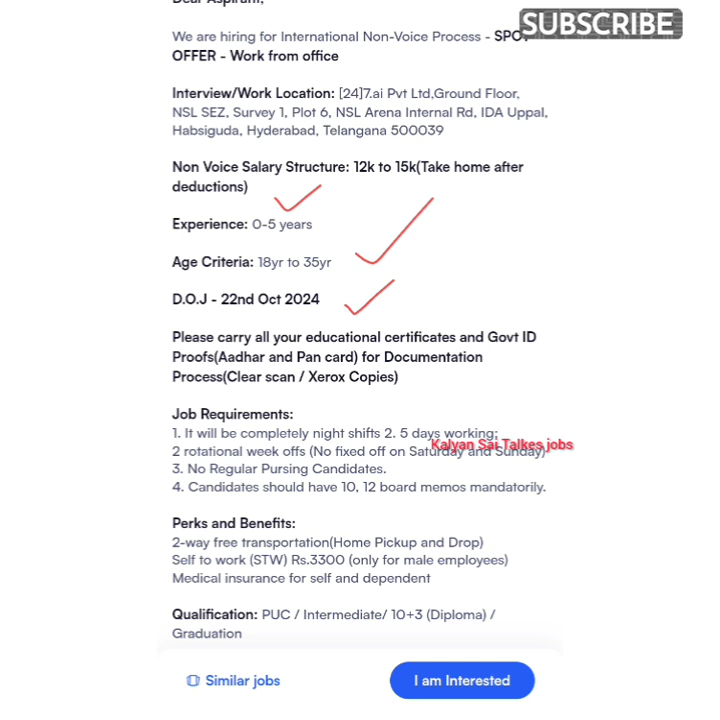 Dear Aspirant,
SUBSCRIBE
We are hiring for International Non-Voice Process - SPOT
OFFER - Work from office
Interview/Work Location: [24]7.ai Pvt Ltd,Ground Floor,
NSL SEZ, Survey 1, Plot 6, NSL Arena Internal Rd, IDA Uppal,
Habsiguda, Hyderabad, Telangana 500039
Non Voice Salary Structure: 12k to 15k(Take home after
deductions)
Experience: 0-5 years
Age Criteria: 18yr to 35yr
D.O.J - 22nd Oct 2024
Please carry all your educational certificates and Govt ID
Proofs(Aadhar and Pan card) for Documentation
Process(Clear scan / Xerox Copies)
Job Requirements:
1. It will be completely night shifts 2. 5 days working;
Kalyan Sai Talkes jobs
2 rotational week offs (No fixed off on Saturday and Sunday)
3. No Regular Pursing Candidates.
4. Candidates should have 10, 12 board memos mandatorily.
Perks and Benefits:
2-way free transportation(Home Pickup and Drop)
Self to work (STW) Rs.3300 (only for male employees)
Medical insurance for self and dependent
Qualification: PUC / Intermediate/ 10+3 (Diploma) /
Graduation
Similar jobs
I am Interested